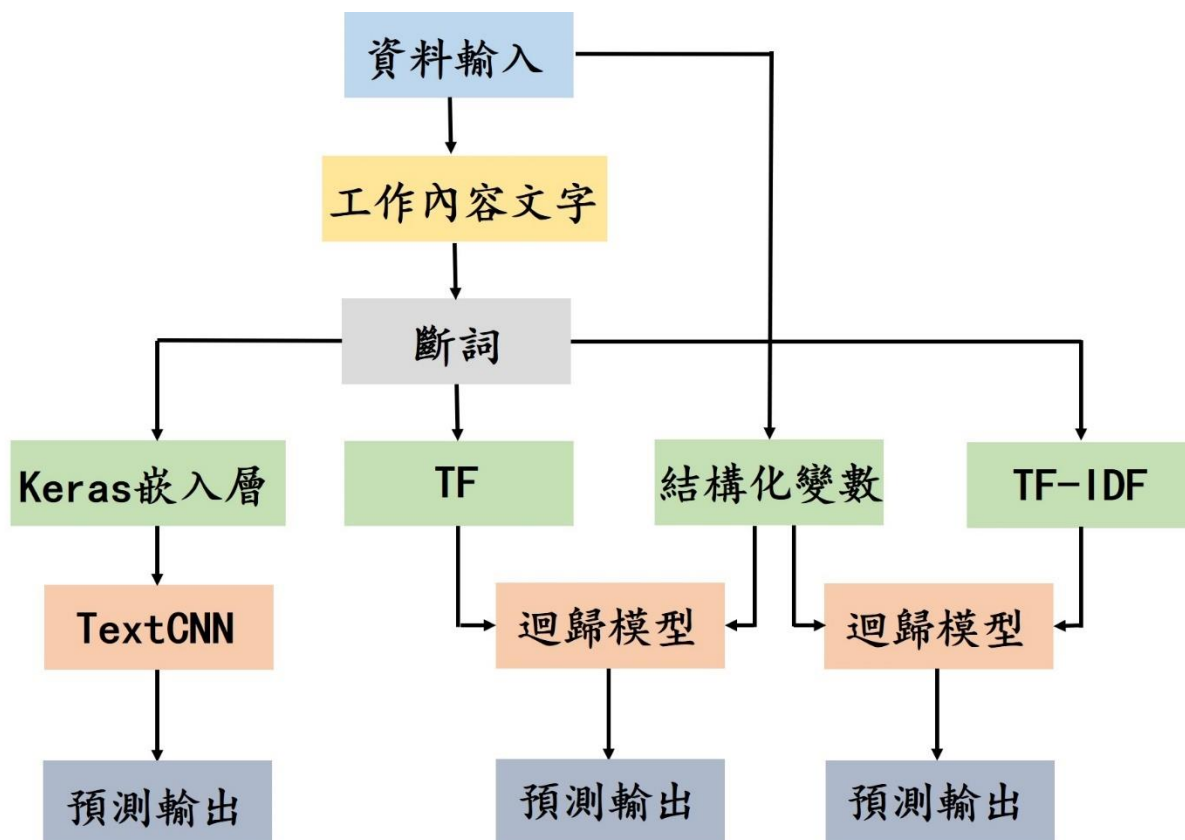 資料輸入
工作內容文字
斷詞
Keras嵌入層
TF
結構化變數
TF-IDF
TextCNN
迴歸模型
迴歸模型
預測輸出
預測輸出
預測輸出